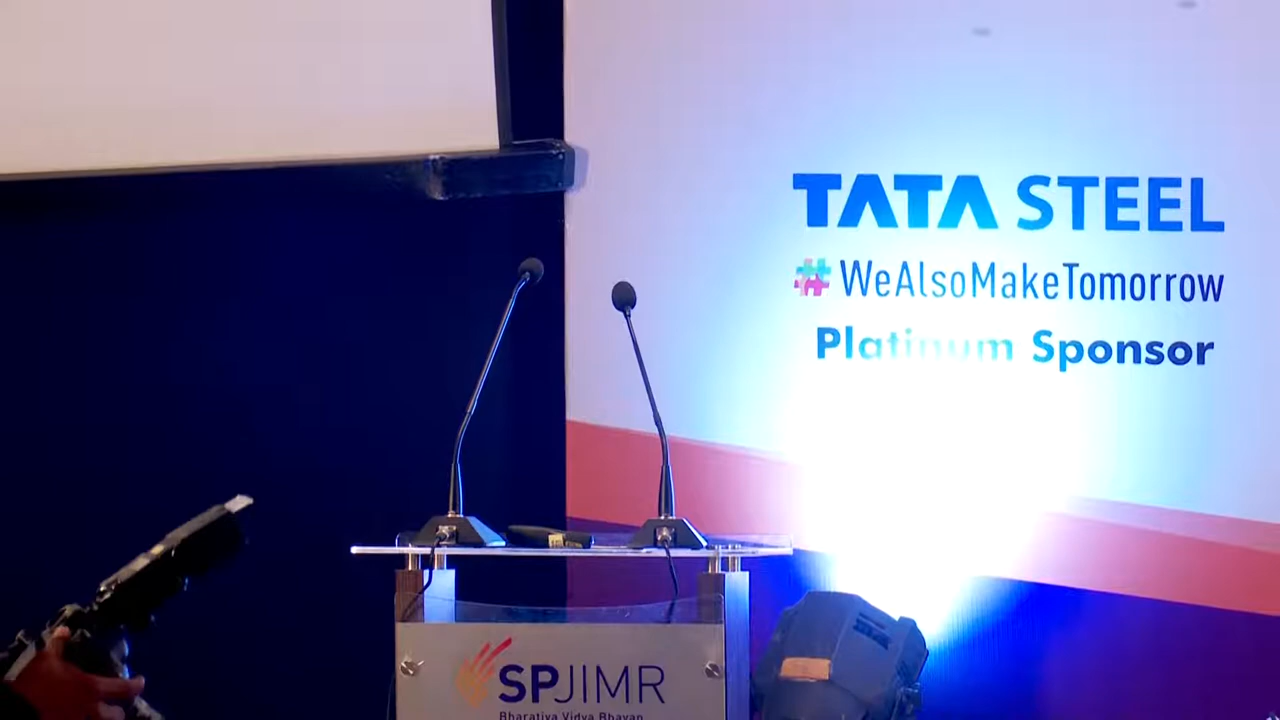 TATA STEEL
#WeAlsoMakeTomorrow
Platinum Sponsor
SPJIMR
Bharatiya Vidya Bhavan